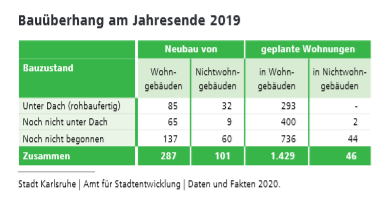 Bauüberhang am Jahresende 2019
Bauzustand
Neubau von
geplante Wohnungen
Wohn-
gebäuden
Nichtwohn-
gebäuden
in Wohn-
gebäuden
in Nichtwohn-
gebäuden
Unter Dach (rohbaufertig) 85 32 293 -
Noch nicht unter Dach 65 9 400 2
Noch nicht begonnen 137 60 736 44
Zusammen 287 101 1.429 46
Stadt Karlsruhe | Amt für Stadtentwicklung | Daten und Fakten 2020.